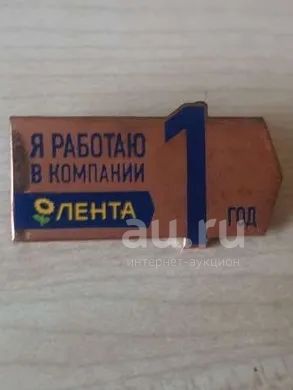 Я РАБОТАЮ
В КОМПАНИИ
ЛЕНТА
1
ГОД
au.ru
интернет-аукцион